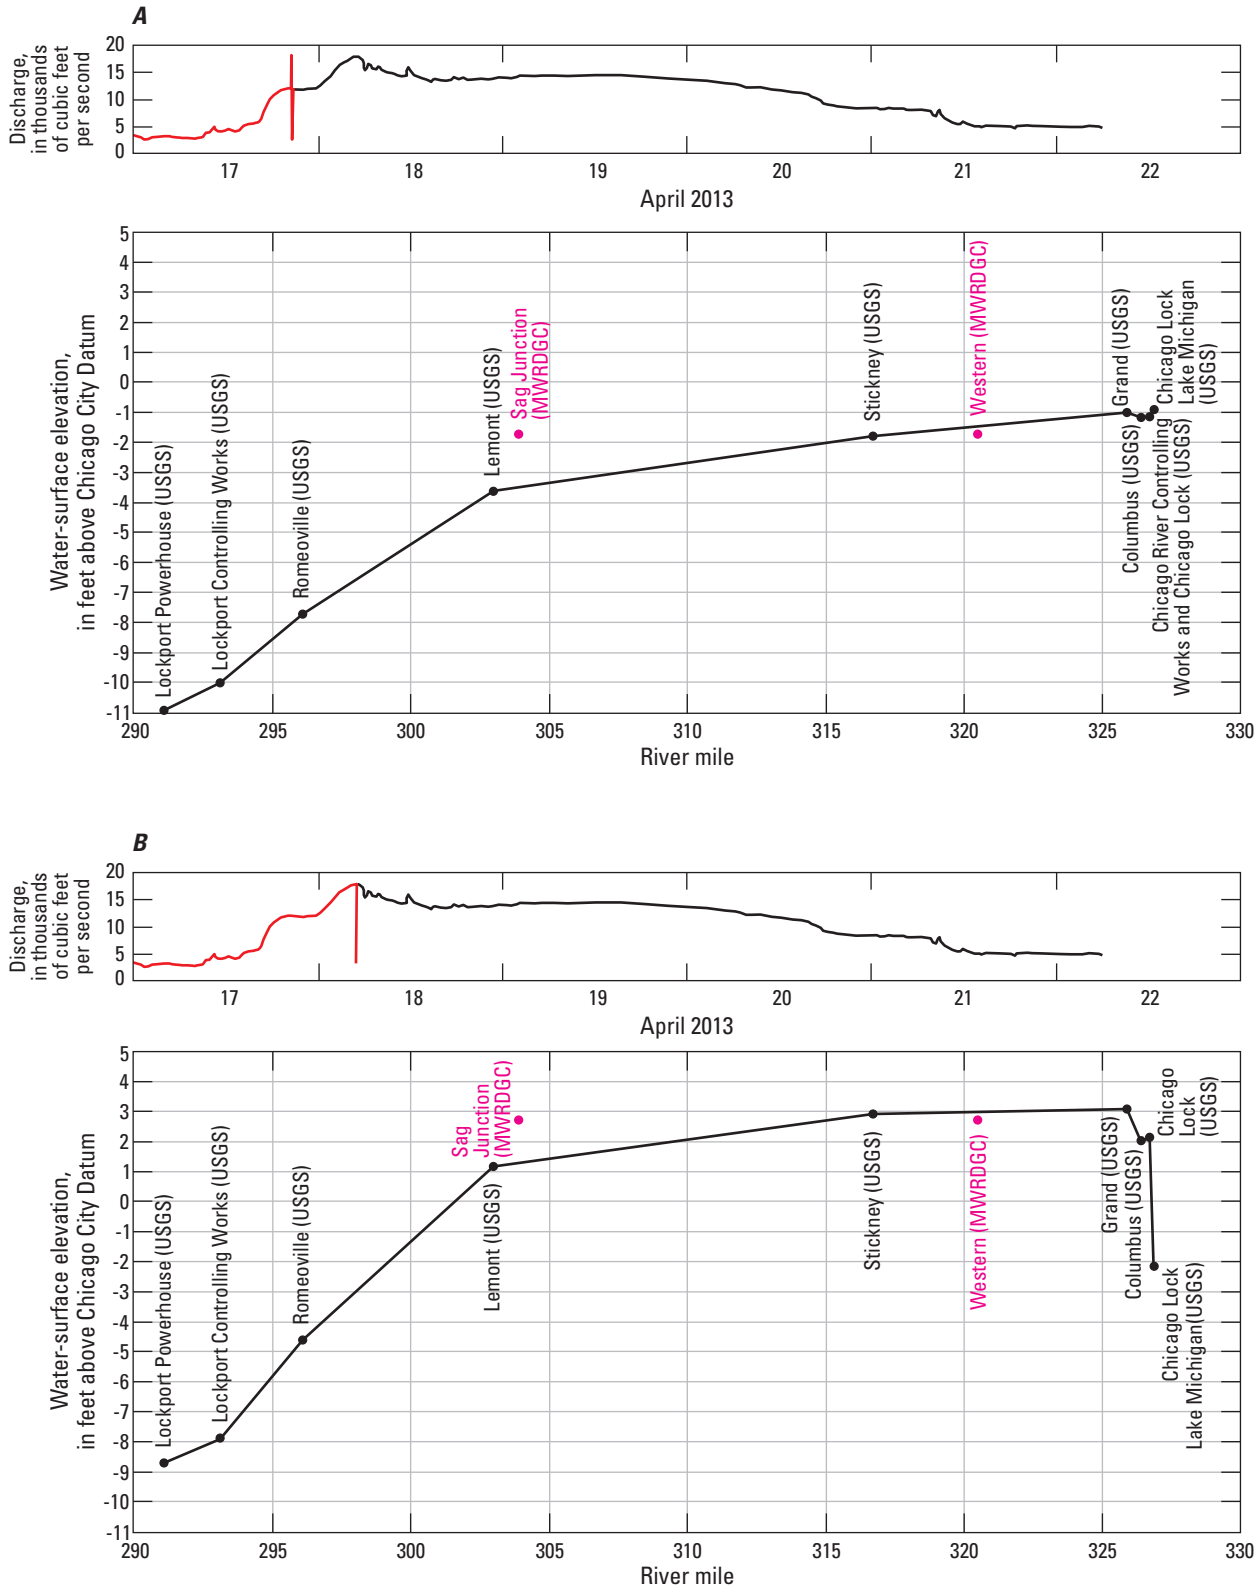 A
Discharge,
in thousands
of cubic feet
per second
20
15
10
5
0
17
18
19
20
21
22
April 2013
Water-surface elevation,
in feet above Chicago City Datum
5
4
3
2
1
0
-1
-2
-3
-4
-5
-6
-7
-8
-9
-10
-11
Lockport Powerhouse (USGS)
Lockport Controlling Works (USGS)
Romeoville (USGS)
Lemont (USGS)
Sag Junction
(MWRDGC)
Stickney (USGS)
Western (MWRDGC)
Grand (USGS)
Columbus (USGS)
Chicago River Controlling
Works and Chicago Lock (USGS)
Chicago Lock
Lake Michigan
(USGS)
290
295
300
305
310
315
320
325
330
River mile
B
Discharge,
in thousands
of cubic feet
per second
20
15
10
5
0
17
18
19
20
21
22
April 2013
Water-surface elevation,
in feet above Chicago City Datum
5
4
3
2
1
0
-1
-2
-3
-4
-5
-6
-7
-8
-9
-10
-11
Lockport Powerhouse (USGS)
Lockport Controlling Works (USGS)
Romeoville (USGS)
Sag
Junction
(MWRDGC)
Lemont (USGS)
Stickney (USGS)
Western (MWRDGC)
Grand (USGS)
Columbus (USGS)
Chicago
Lock
(USGS)
Chicago Lock
Lake Michigan(USGS)
290
295
300
305
310
315
320
325
330
River mile